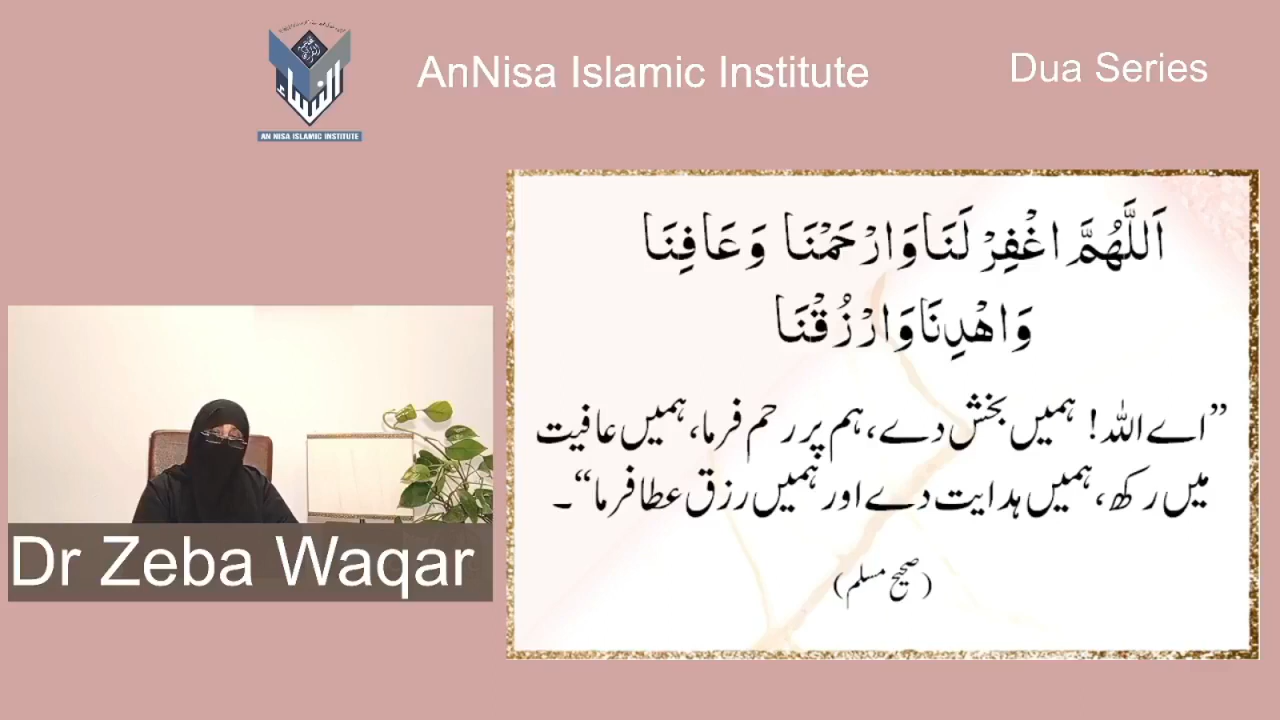 AnNisa Islamic Institute
Dua Series
النساء
AN NISA ISLAMIC INSTITUTE
اَللَّهُمَّ اغْفِرْ لَنَا وَارْحَمْنَا وَعَافِنَا
وَاهْدِنَا وَارْزُقْنَا
”اے اللہ! ہمیں بخش دے، ہم پر رحم فرما، ہمیں عافیت
میں رکھ، ہمیں ہدایت دے اور ہمیں رزق عطا فرما“۔
(صحیح مسلم)
Dr Zeba Waqar